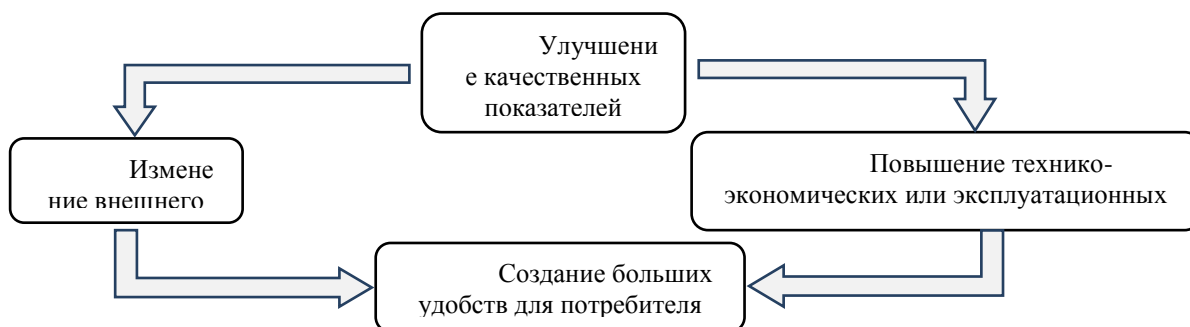 Улучшени
е качественных
показателей
Измене
ние внешнего
Повышение технико-
экономических или эксплуатационных
Создание больших
удобств для потребителя